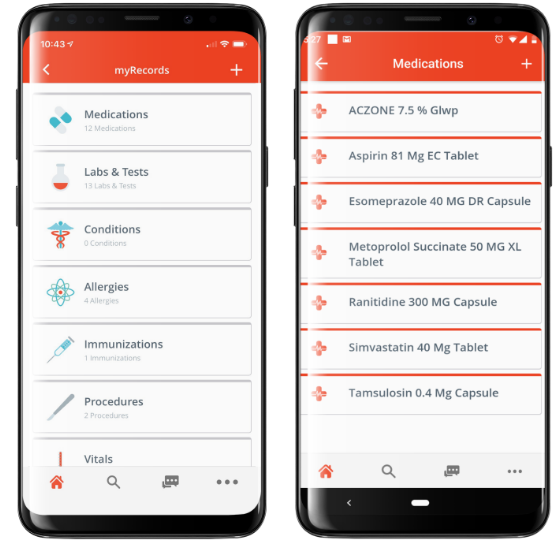 10:43
myRecords
+
Medications
12 Medications
Labs & Tests
13 Labs & Tests
Conditions
0 Conditions
Allergies
4 Allergies
Immunizations
1 Immunizations
Procedures
2 Procedures
Vitals
Medications
+
ACZONE 7.5 % Glwp
Aspirin 81 Mg EC Tablet
Esomeprazole 40 MG DR Capsule
Metoprolol Succinate 50 MG XL
Tablet
Ranitidine 300 MG Capsule
Simvastatin 40 Mg Tablet
Tamsulosin 0.4 Mg Capsule